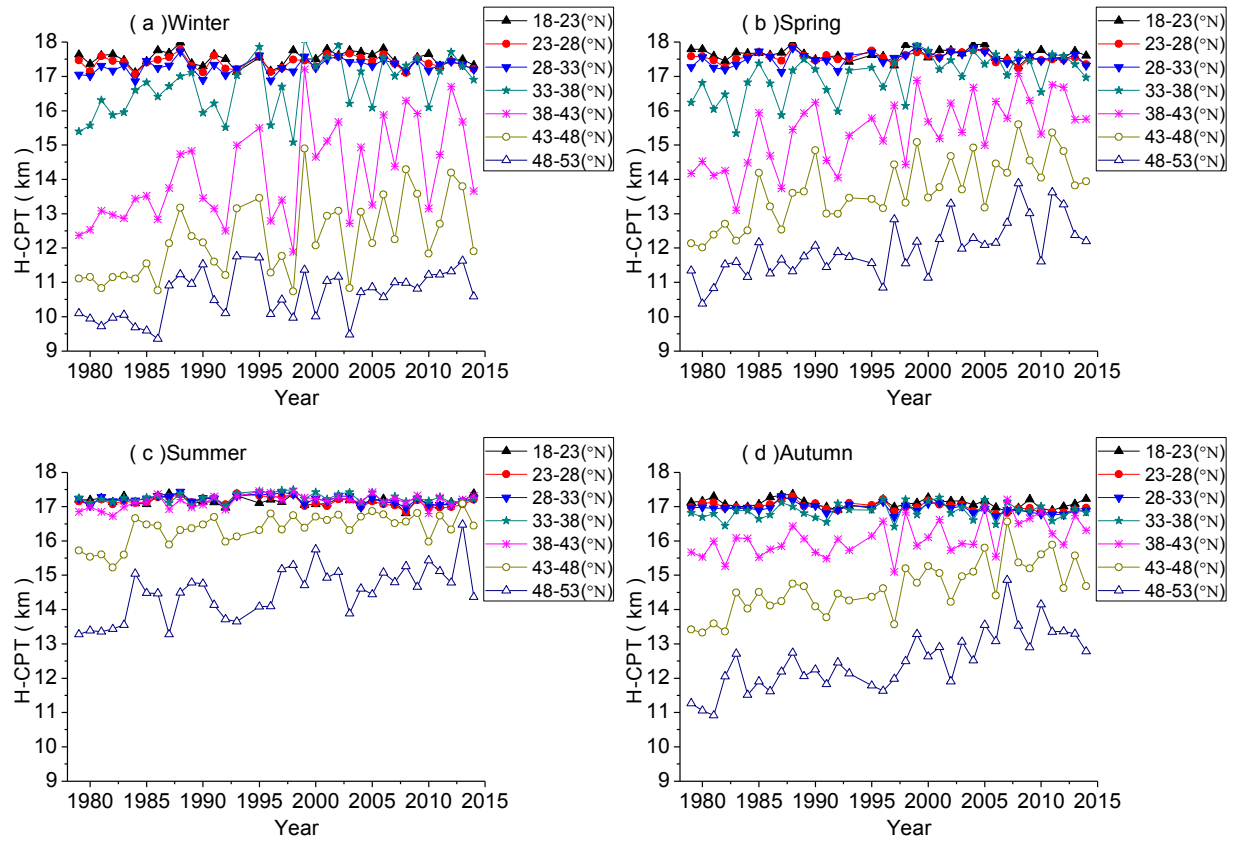 ( a )Winter
18
17
16
15
14
13
12
11
10
9
H-CPT ( km )
1980 1985 1990 1995 2000 2005 2010 2015
Year
18-23(°N)
23-28(°N)
28-33(°N)
33-38(°N)
38-43(°N)
43-48(°N)
48-53(°N)
( b )Spring
18
17
16
15
14
13
12
11
10
9
H-CPT ( km )
1980 1985 1990 1995 2000 2005 2010 2015
Year
18-23(°N)
23-28(°N)
28-33(°N)
33-38(°N)
38-43(°N)
43-48(°N)
48-53(°N)
( c )Summer
18
17
16
15
14
13
12
11
10
9
H-CPT ( km )
1980 1985 1990 1995 2000 2005 2010 2015
Year
18-23(°N)
23-28(°N)
28-33(°N)
33-38(°N)
38-43(°N)
43-48(°N)
48-53(°N)
( d )Autumn
18
17
16
15
14
13
12
11
10
9
H-CPT ( km )
1980 1985 1990 1995 2000 2005 2010 2015
Year
18-23(°N)
23-28(°N)
28-33(°N)
33-38(°N)
38-43(°N)
43-48(°N)
48-53(°N)